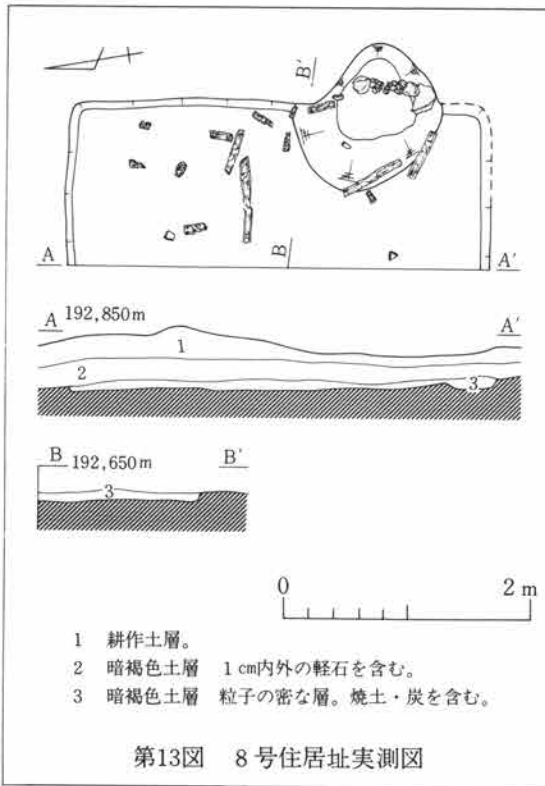 B'
A
B
A'
A 192,850m
A'
1
2
3
B 192,650m
B'
3
0
2 m
1 耕作土層。
2 暗褐色土層 1㎝内外の軽石を含む。
3 暗褐色土層 粒子の密な層。焼土・炭を含む。
第13図 8号住居址実測図